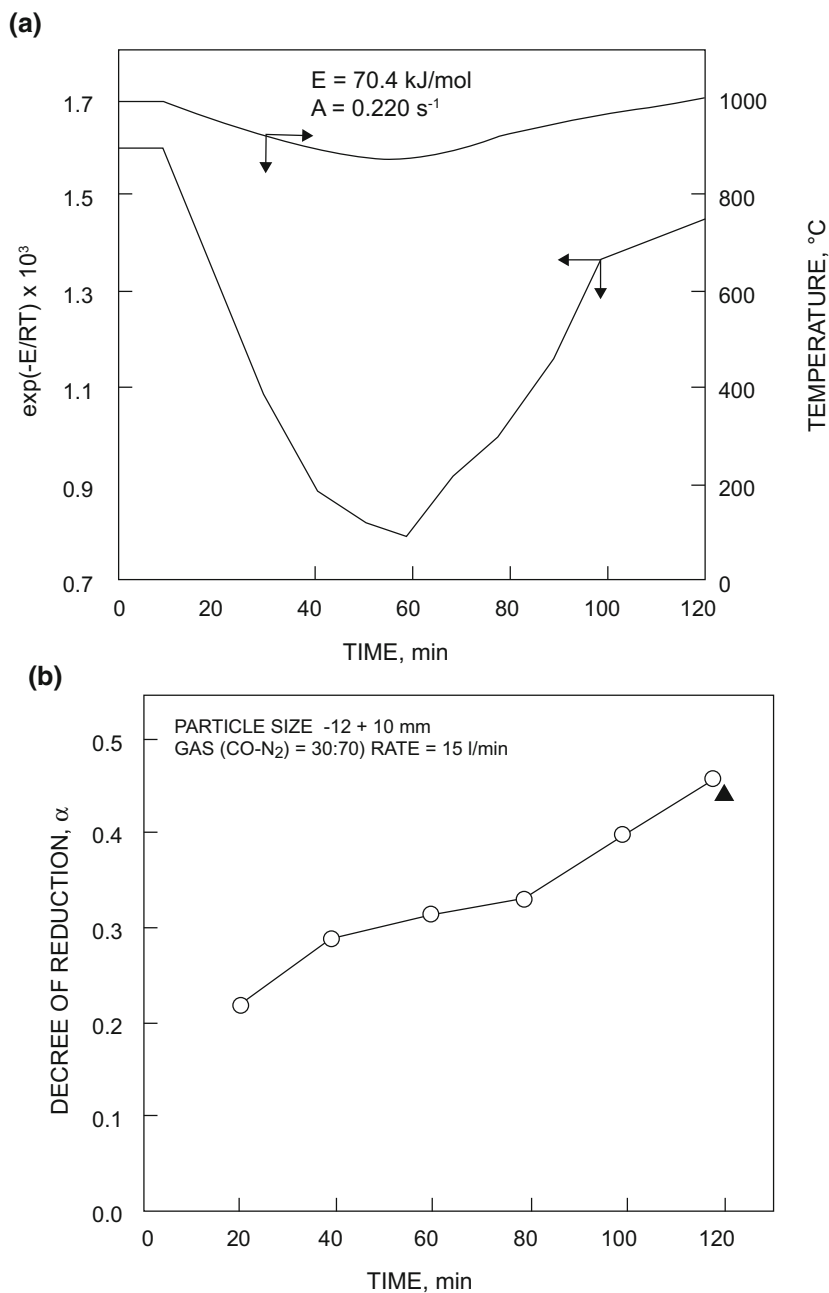 (a)
E = 70.4 kJ/mol
A = 0.220 s⁻¹
1.7
1.5
1.3
1.1
0.9
0.7
exp(-E/RT) x 10³
1000
800
600
400
200
0
TEMPERATURE, °C
0 20 40 60 80 100 120
TIME, min
(b)
PARTICLE SIZE -12 + 10 mm
GAS (CO-N₂) = 30:70) RATE = 15 l/min
0.5
0.4
0.3
0.2
0.1
0.0
DECREE OF REDUCTION, α
0 20 40 60 80 100 120
TIME, min